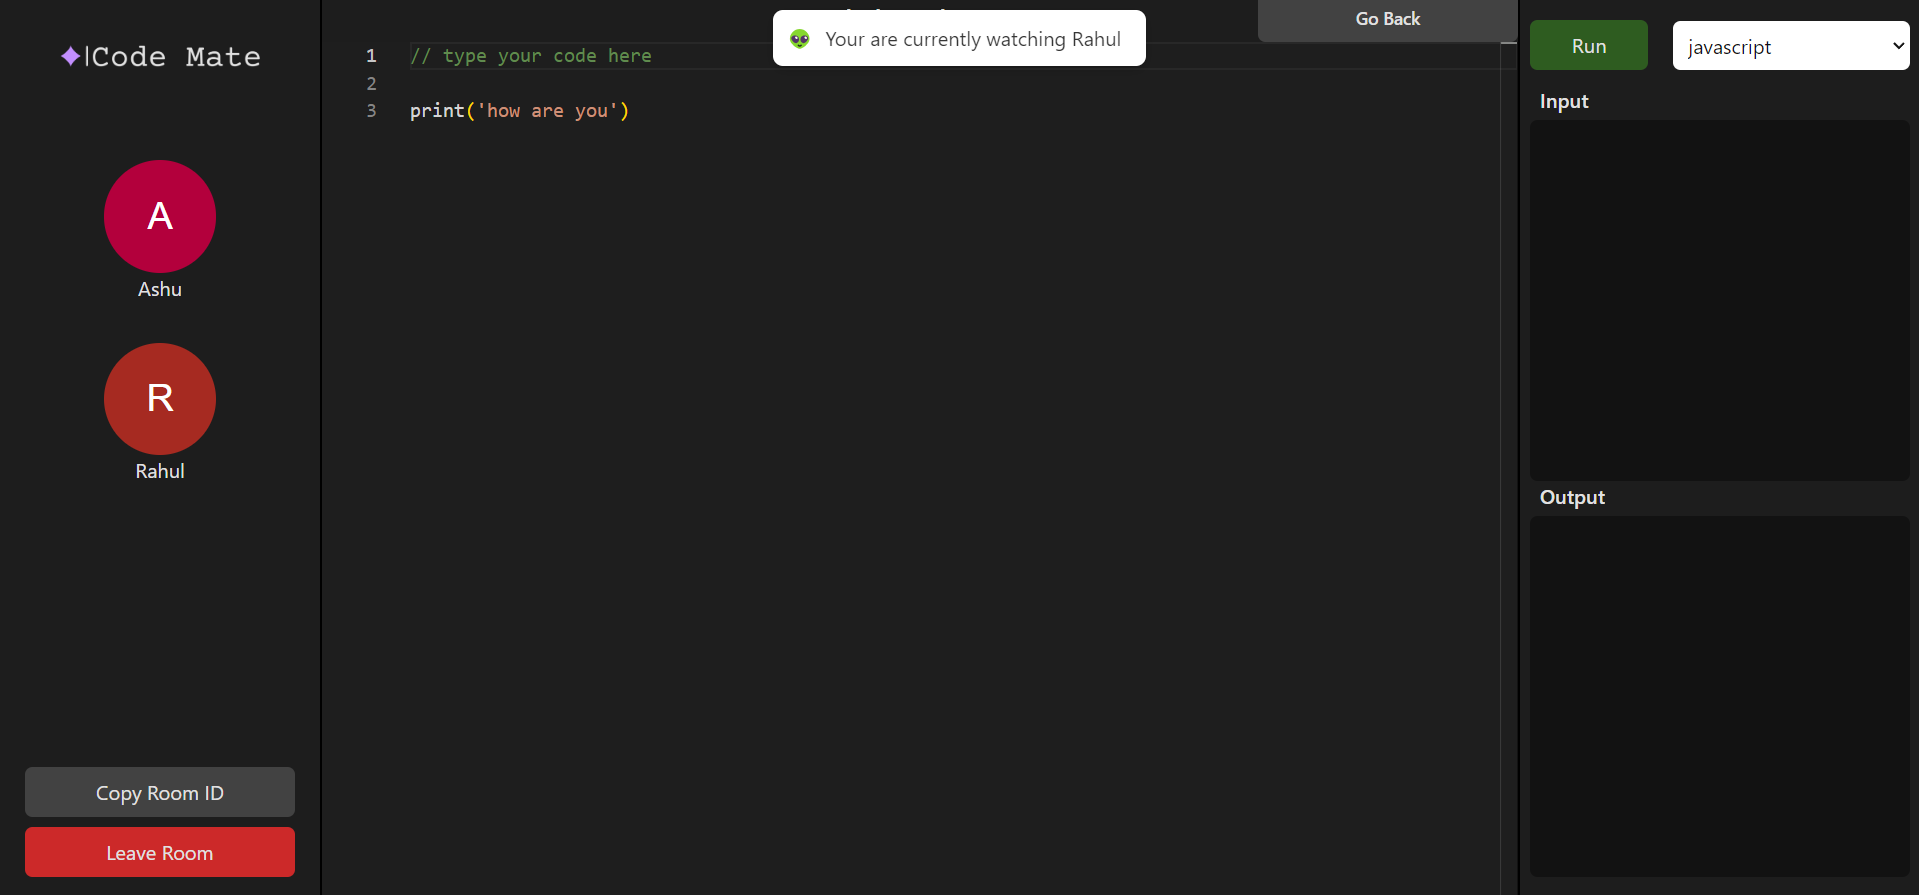 Code Mate
A
Ashu
R
Rahul
Copy Room ID
Leave Room
Your are currently watching Rahul
Go Back
1 // type your code here
2
3 print('how are you')
Run
javascript
Input
Output